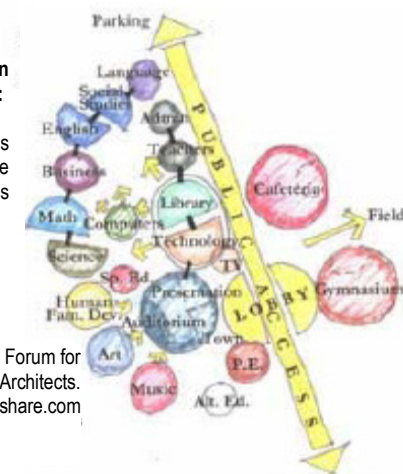 Parking
n
:
s
e
s
Language
Social
Studies
English
Business
Math
Science
Admin
Teachers
Library
Computers
Technology
TV
Sp. Ed.
Human
Fam. Dev.
Presentation
Auditorium
Town
Art
Music
P.E.
Alt. Ed.
PUBLIC ACCESS
LOBBY
Cafeteria
Field
Gymnasium
Forum for
Architects.
share.com